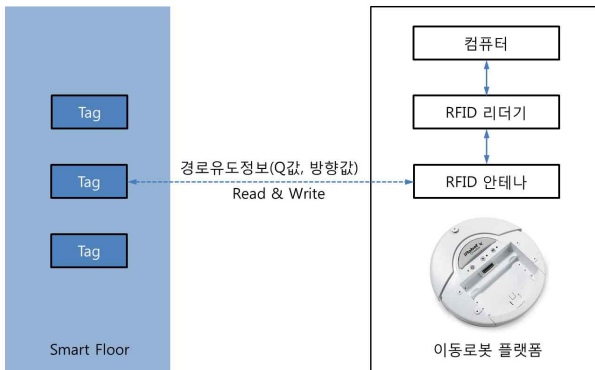 컴퓨터
Tag
RFID 리더기
경로유도정보(Q값, 방향값)
Tag
RFID 안테나
Read & Write
Tag
Smart Floor
이동로봇 플랫폼